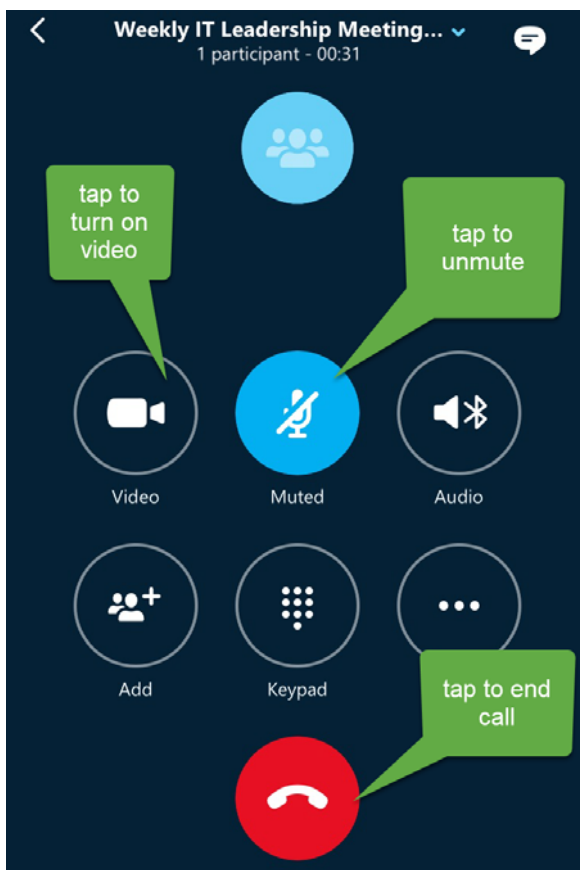 Weekly IT Leadership Meeting...
1 participant - 00:31
tap to
turn on
video
tap to
unmute
Video
Muted
Audio
Add
Keypad
tap to end
call